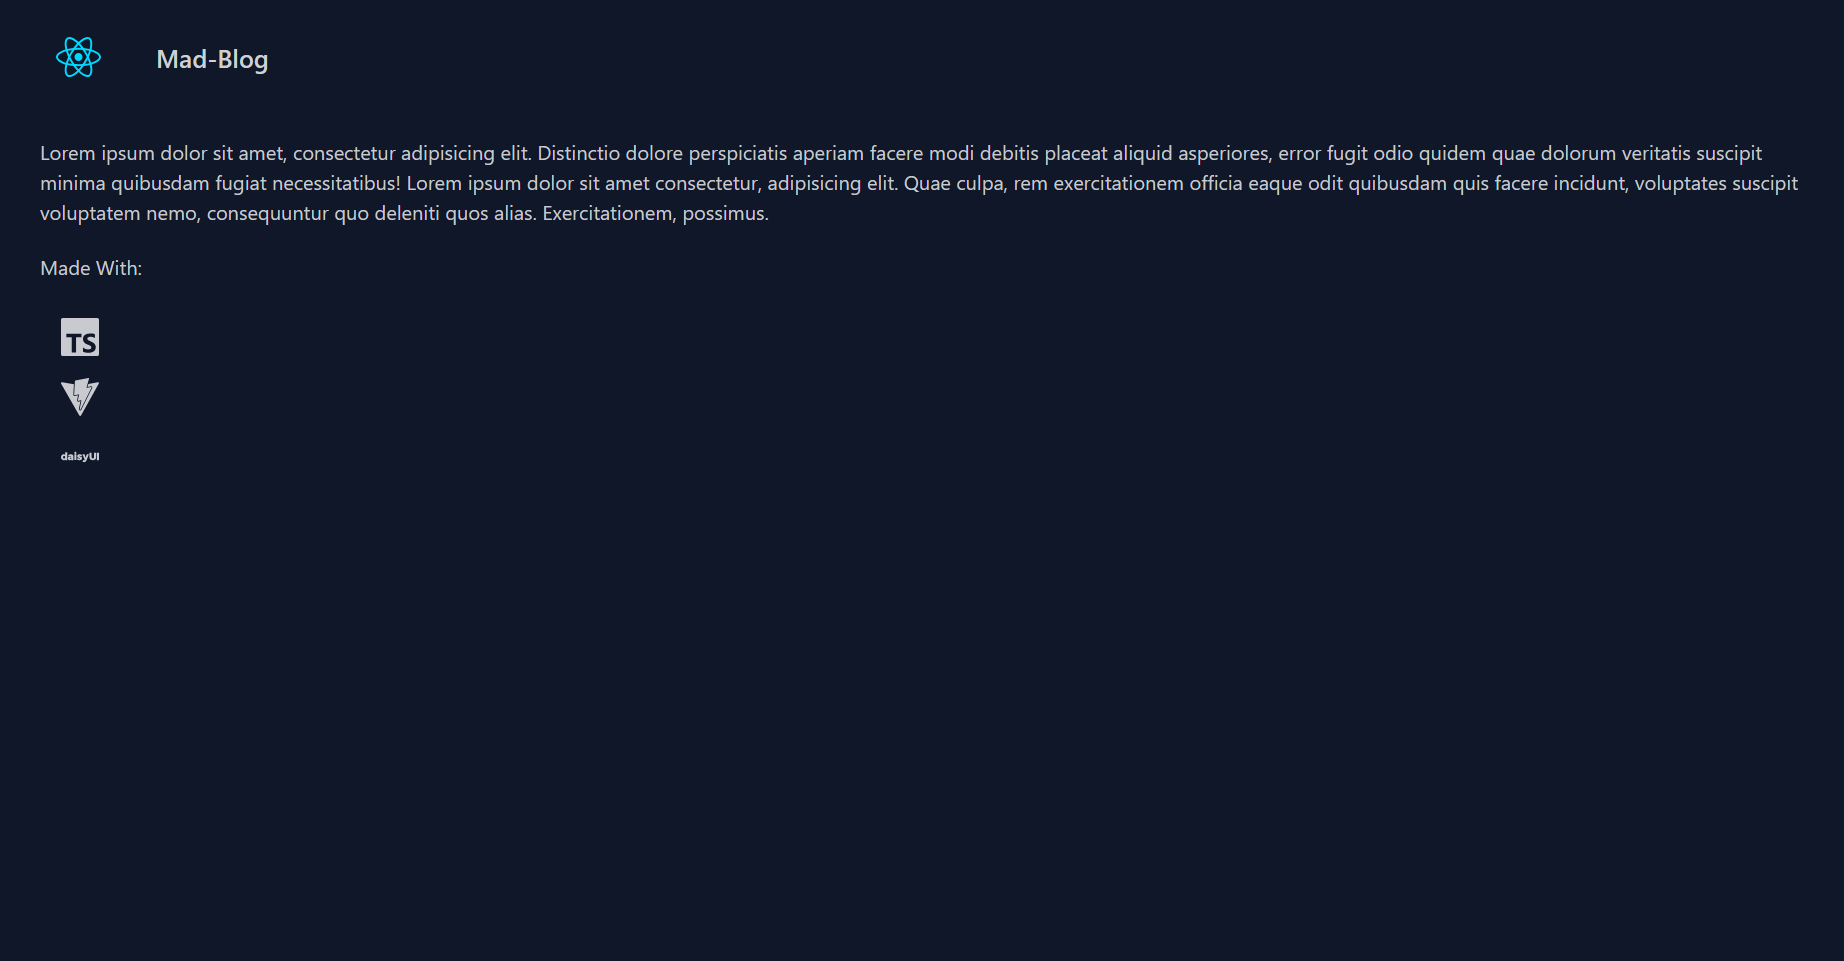 Mad-Blog
Lorem ipsum dolor sit amet, consectetur adipisicing elit. Distinctio dolore perspiciatis aperiam facere modi debitis placeat aliquid asperiores, error fugit odio quidem quae dolorum veritatis suscipit
minima quibusdam fugiat necessitatibus! Lorem ipsum dolor sit amet consectetur, adipisicing elit. Quae culpa, rem exercitationem officia eaque odit quibusdam quis facere incidunt, voluptates suscipit
voluptatem nemo, consequuntur quo deleniti quos alias. Exercitationem, possimus.
Made With:
TS
daisyUI